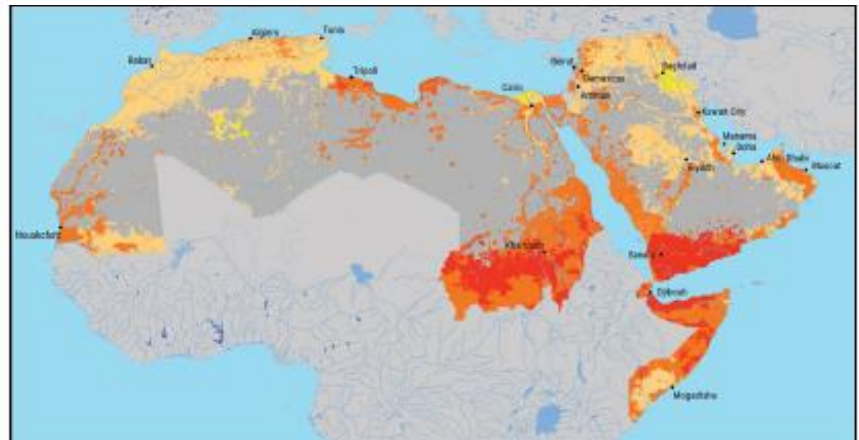 Algiers
Tunis
Rabat
Tripoli
Beirut
Damascus
Amman
Baghdad
Cairo
Kuwait City
Manama
Doha
Abu Dhabi
Muscat
Riyadh
Nouakchott
Khartoum
Sana'a
Djibouti
Mogadishu